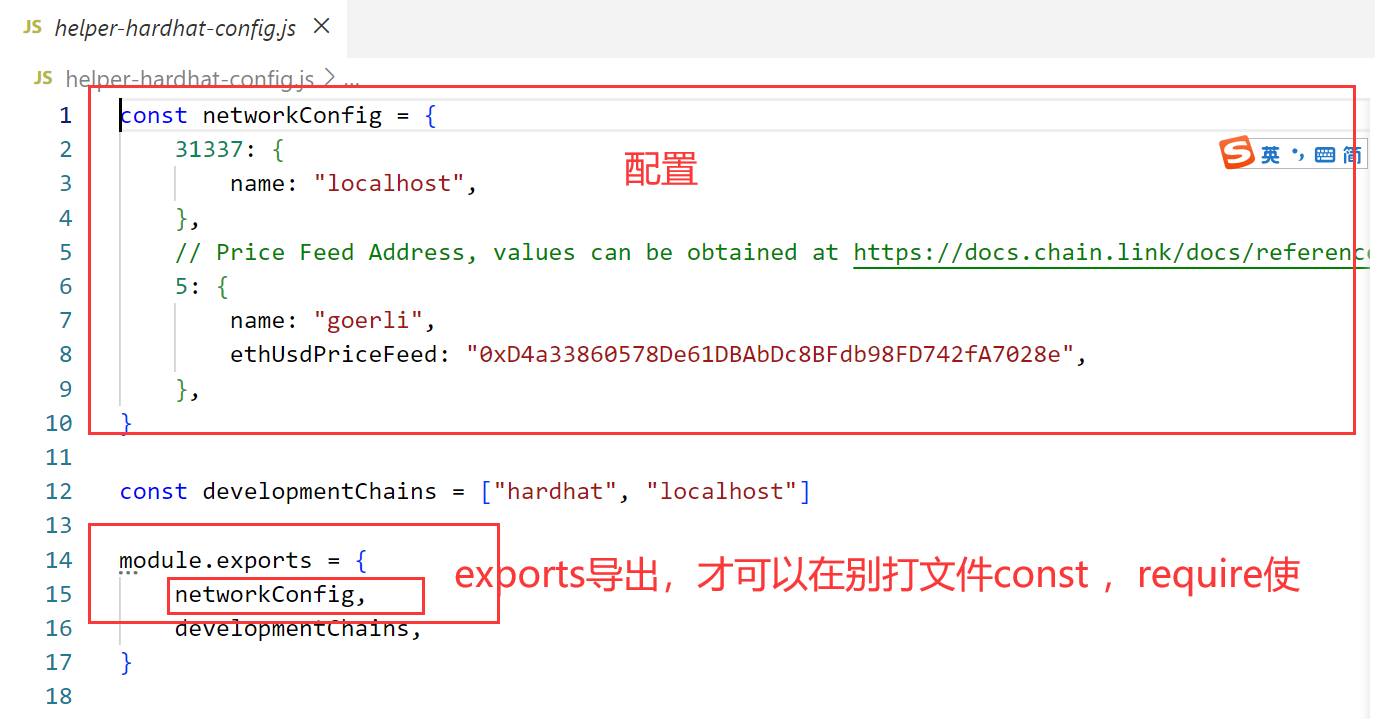 JS helper-hardhat-config.js ×
JS helper-hardhat-config.js > ...
1 const networkConfig = {
2 31337: {
3 name: "localhost",
4 },
5 // Price Feed Address, values can be obtained at https://docs.chain.link/docs/reference
6 5: {
7 name: "goerli",
8 ethUsdPriceFeed: "0xD4a33860578De61DBAbDc8BFdb98FD742fA7028e",
9 },
10 }
11
12 const developmentChains = ["hardhat", "localhost"]
13
14 module.exports = {
15 networkConfig,
16 developmentChains,
17 }
18
配置
S 英 简
exports导出，才可以在别打文件const ，require使